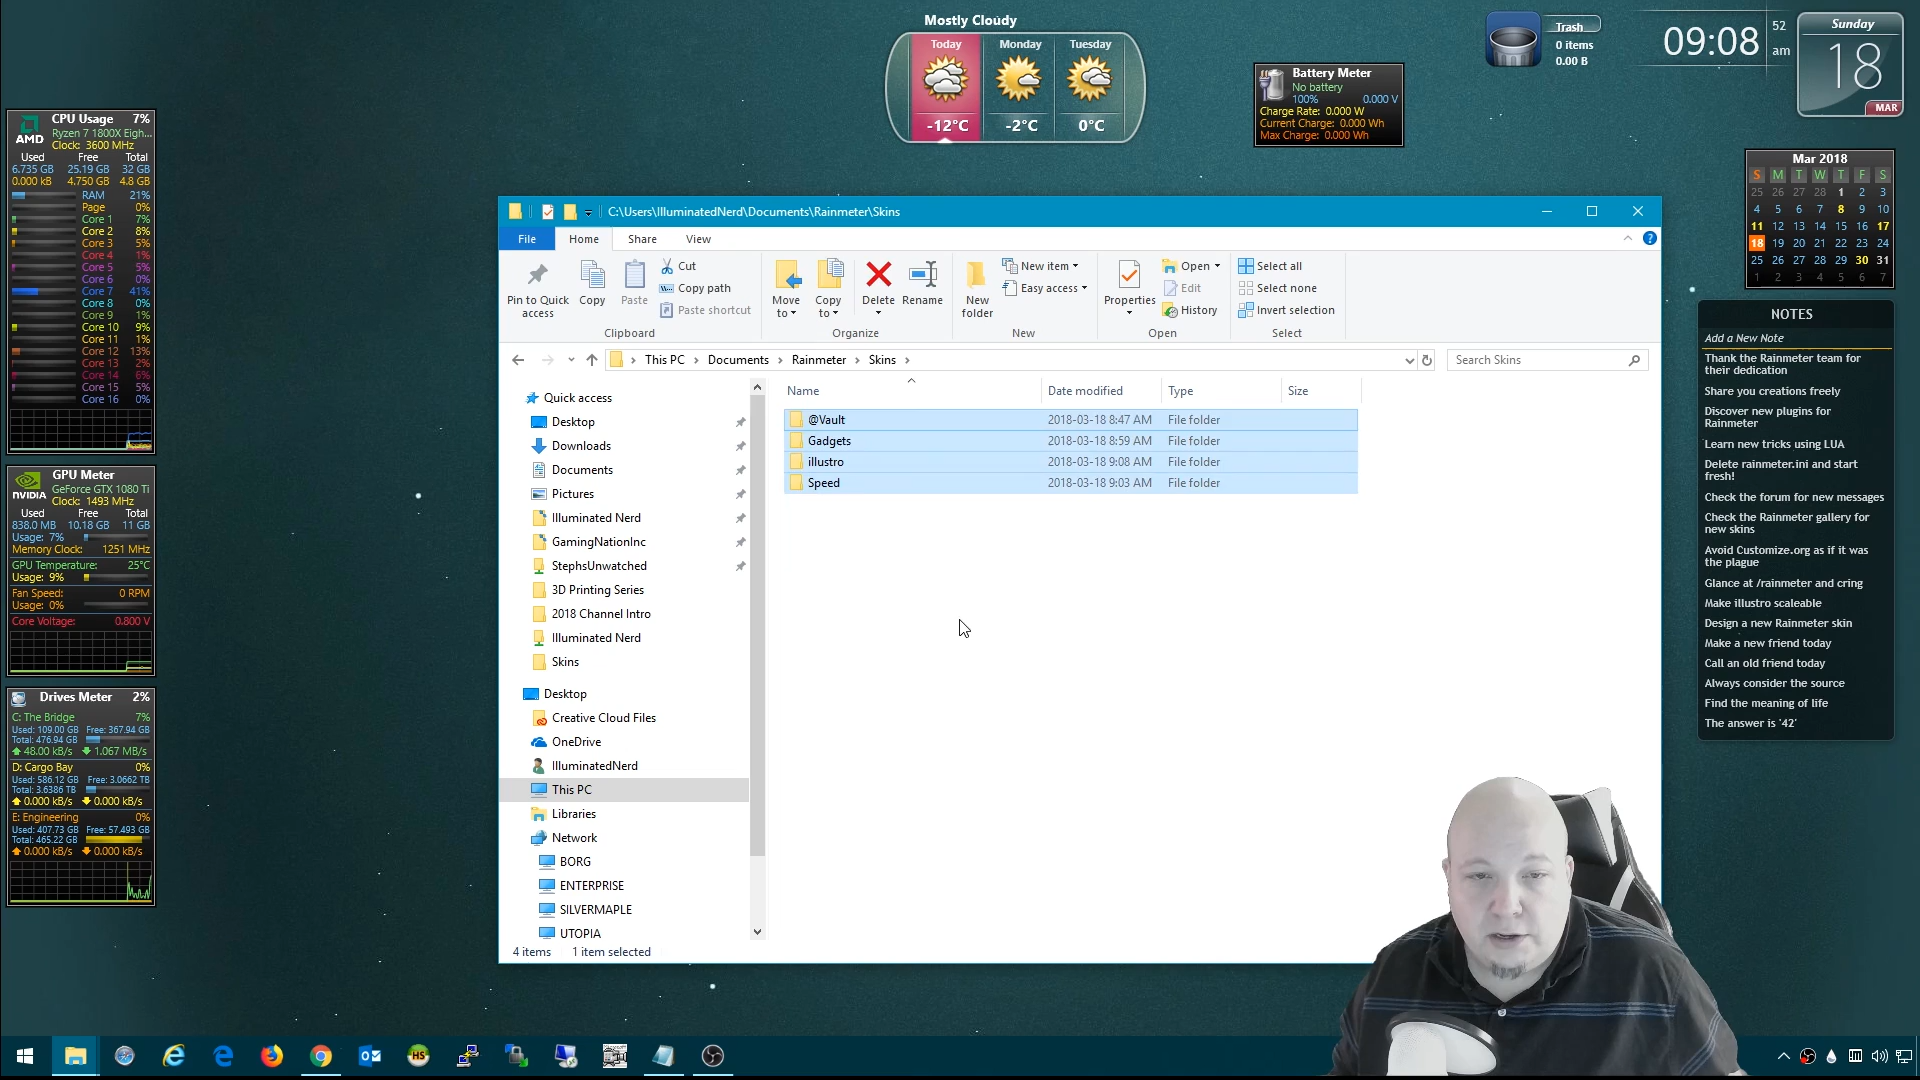 Mostly Cloudy
Today
Monday
Tuesday
-12°C
-2°C
0°C
Battery Meter
No battery
100%
0.000 V
Charge Rate: 0.000 W
Current Charge: 0.000 Wh
Max Charge: 0.000 Wh
Trash
0 items
0.00 B
09:08
52
am
Sunday
18
MAR
AMD
CPU Usage 7%
Ryzen 7 1800X Eigh...
Clock: 3600 MHz
Used Free Total
6.735 GB 25.19 GB 32 GB
0.000 kB 4.750 GB 4.8 GB
RAM 21%
Page 0%
Core 1 7%
Core 2 8%
Core 3 5%
Core 4 1%
Core 5 5%
Core 6 0%
Core 7 41%
Core 8 0%
Core 9 1%
Core 10 9%
Core 11 1%
Core 12 13%
Core 13 2%
Core 14 6%
Core 15 5%
Core 16 0%
NVIDIA
GPU Meter
GeForce GTX 1080 Ti
Clock: 1493 MHz
Used Free Total
838.0 MB 10.18 GB 11 GB
Usage: 7%
Memory Clock: 1251 MHz
GPU Temperature: 25°C
Usage: 9%
Fan Speed: 0 RPM
Usage: 0%
Core Voltage: 0.800 V
Drives Meter 2%
C: The Bridge 7%
Used: 109.00 GB Free: 367.94 GB
Total: 476.94 GB
48.00 kB/s 1.067 MB/s
D: Cargo Bay 0%
Used: 586.12 GB Free: 3.0662 TB
Total: 3.6386 TB
0.000 kB/s 0.000 kB/s
E: Engineering 0%
Used: 407.73 GB Free: 57.493 GB
Total: 465.22 GB
0.000 kB/s 0.000 kB/s
C:\Users\IlluminatedNerd\Documents\Rainmeter\Skins
File
Home
Share
View
Pin to Quick access
Copy
Paste
Cut
Copy path
Paste shortcut
Clipboard
Move to
Copy to
Delete
Rename
Organize
New folder
New item
Easy access
New
Properties
Open
Edit
History
Open
Select all
Select none
Invert selection
Select
This PC
Documents
Rainmeter
Skins
Search Skins
Name
Date modified
Type
Size
@Vault 2018-03-18 8:47 AM File folder
Gadgets 2018-03-18 8:59 AM File folder
illustro 2018-03-18 9:08 AM File folder
Speed 2018-03-18 9:03 AM File folder
Quick access
Desktop
Downloads
Documents
Pictures
Illuminated Nerd
GamingNationInc
StephsUnwatched
3D Printing Series
2018 Channel Intro
Illuminated Nerd
Skins
Desktop
Creative Cloud Files
OneDrive
IlluminatedNerd
This PC
Libraries
Network
BORG
ENTERPRISE
SILVERMAPLE
UTOPIA
4 items
1 item selected
Mar 2018
S M T W T F S
25 26 27 28 1 2 3
4 5 6 7 8 9 10
11 12 13 14 15 16 17
18 19 20 21 22 23 24
25 26 27 28 29 30 31
1 2 3 4 5 6 7
NOTES
Add a New Note
Thank the Rainmeter team for
their dedication
Share you creations freely
Discover new plugins for
Rainmeter
Learn new tricks using LUA
Delete rainmeter.ini and start
fresh!
Check the forum for new messages
Check the Rainmeter gallery for
new skins
Avoid Customize.org as if it was
the plague
Glance at /rainmeter and cring
Make illustro scaleable
Design a new Rainmeter skin
Make a new friend today
Call an old friend today
Always consider the source
Find the meaning of life
The answer is '42'
HS